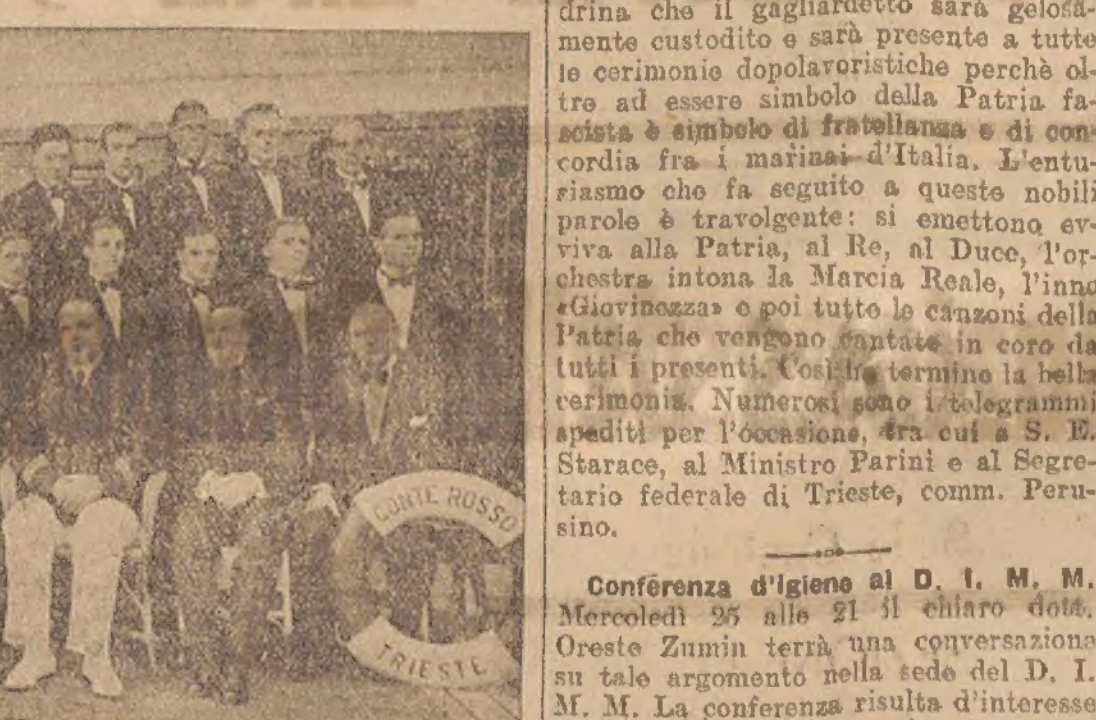 CONTE ROSSO
TRIESTE
drina che il gagliardetto sarà gelosa-
mente custodito e sarà presente a tutte
le cerimonie dopolavoristiche perchè ol-
tre ad essere simbolo della Patria fa-
scista è simbolo di fratellanza e di con-
cordia fra i marinai d'Italia. L'entu-
siasmo che fa seguito a queste nobili
parole è travolgente: si emettono ev-
viva alla Patria, al Re, al Duce, l'or-
chestra intona la Marcia Reale, l'inno
«Giovinezza» e poi tutte le canzoni della
Patria che vengono cantate in coro da
tutti i presenti. Così ha termine la bella
cerimonia. Numerosi sono i telegrammi
spediti per l'occasione, tra cui a S. E.
Starace, al Ministro Parini e al Segre-
tario federale di Trieste, comm. Peru-
sino.
Conferenza d'Igiene al D. I. M. M.
Mercoledì 25 alle 21 il chiaro dott.
Oreste Zumin terrà una conversazione
su tale argomento nella sede del D. I.
M. M. La conferenza risulta d'interesse